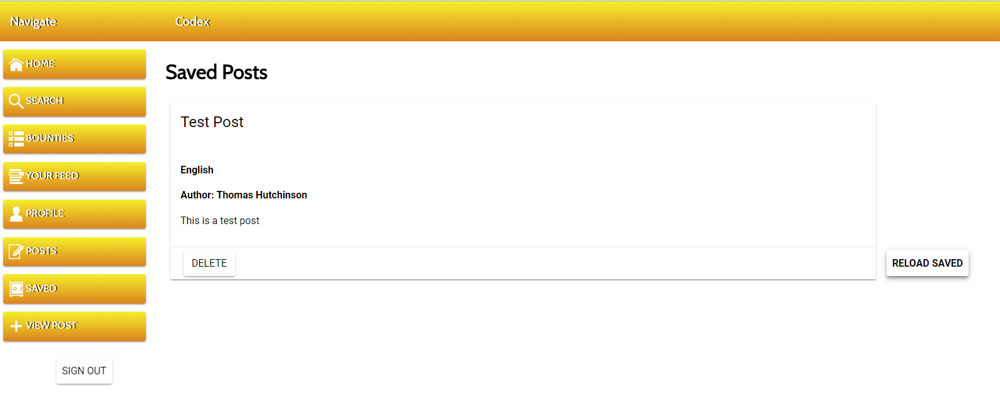 Navigate
Codex
HOME
SEARCH
BOUNTIES
YOUR FEED
PROFILE
POSTS
SAVED
VIEW POST
SIGN OUT
Saved Posts
Test Post
English
Author: Thomas Hutchinson
This is a test post
DELETE
RELOAD SAVED